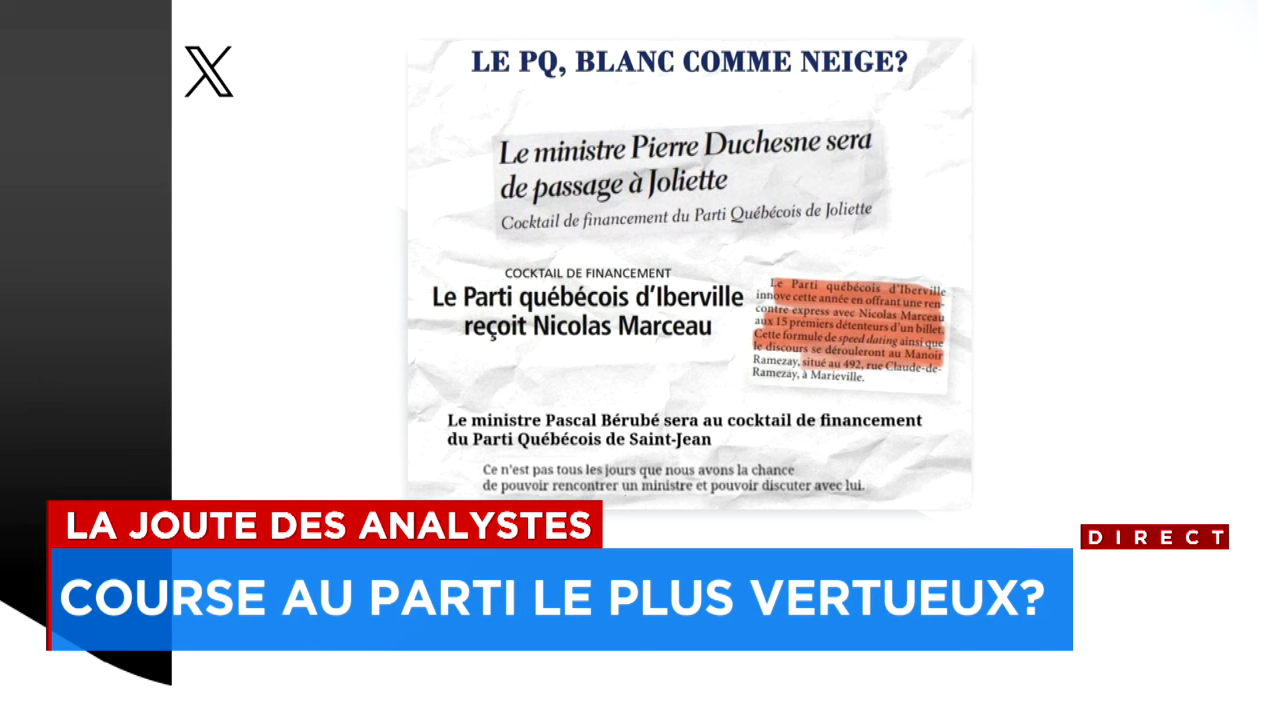 X
LE PQ, BLANC COMME NEIGE?
Le ministre Pierre Duchesne sera
de passage à Joliette
Cocktail de financement du Parti Québécois de Joliette
COCKTAIL DE FINANCEMENT
Le Parti québécois d'Iberville
reçoit Nicolas Marceau
Le Parti québécois d'Iberville
innove cette année en offrant une ren-
contre express avec Nicolas Marceau
aux 15 premiers détenteurs d'un billet.
Cette formule de speed dating ainsi que
le discours se dérouleront au Manoir
Ramezay, situé au 492, rue Claude-de-
Ramezay, à Marieville.
Le ministre Pascal Bérubé sera au cocktail de financement
du Parti Québécois de Saint-Jean
Ce n'est pas tous les jours que nous avons la chance
de pouvoir rencontrer un ministre et pouvoir discuter avec lui.
LA JOUTE DES ANALYSTES
DIRECT
COURSE AU PARTI LE PLUS VERTUEUX?